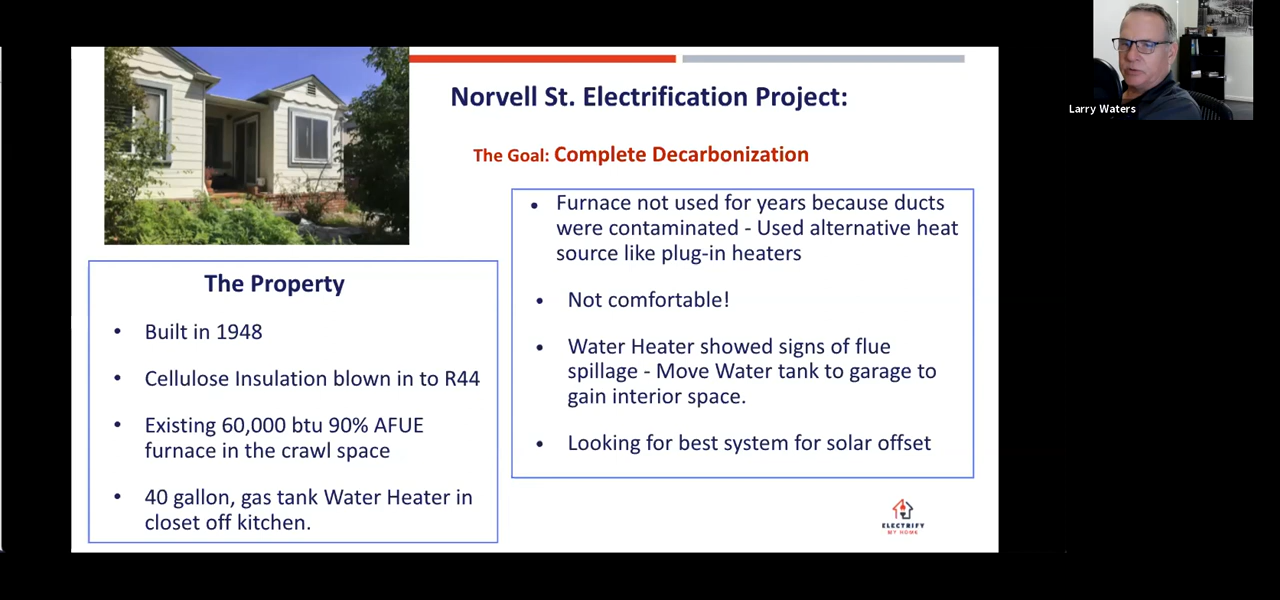 Larry Waters
Norvell St. Electrification Project:
The Goal: Complete Decarbonization
The Property
• Built in 1948
• Cellulose Insulation blown in to R44
• Existing 60,000 btu 90% AFUE
furnace in the crawl space
• 40 gallon, gas tank Water Heater in
closet off kitchen.
• Furnace not used for years because ducts
were contaminated - Used alternative heat
source like plug-in heaters
• Not comfortable!
• Water Heater showed signs of flue
spillage - Move Water tank to garage to
gain interior space.
• Looking for best system for solar offset
ELECTRIFY
MY HOME